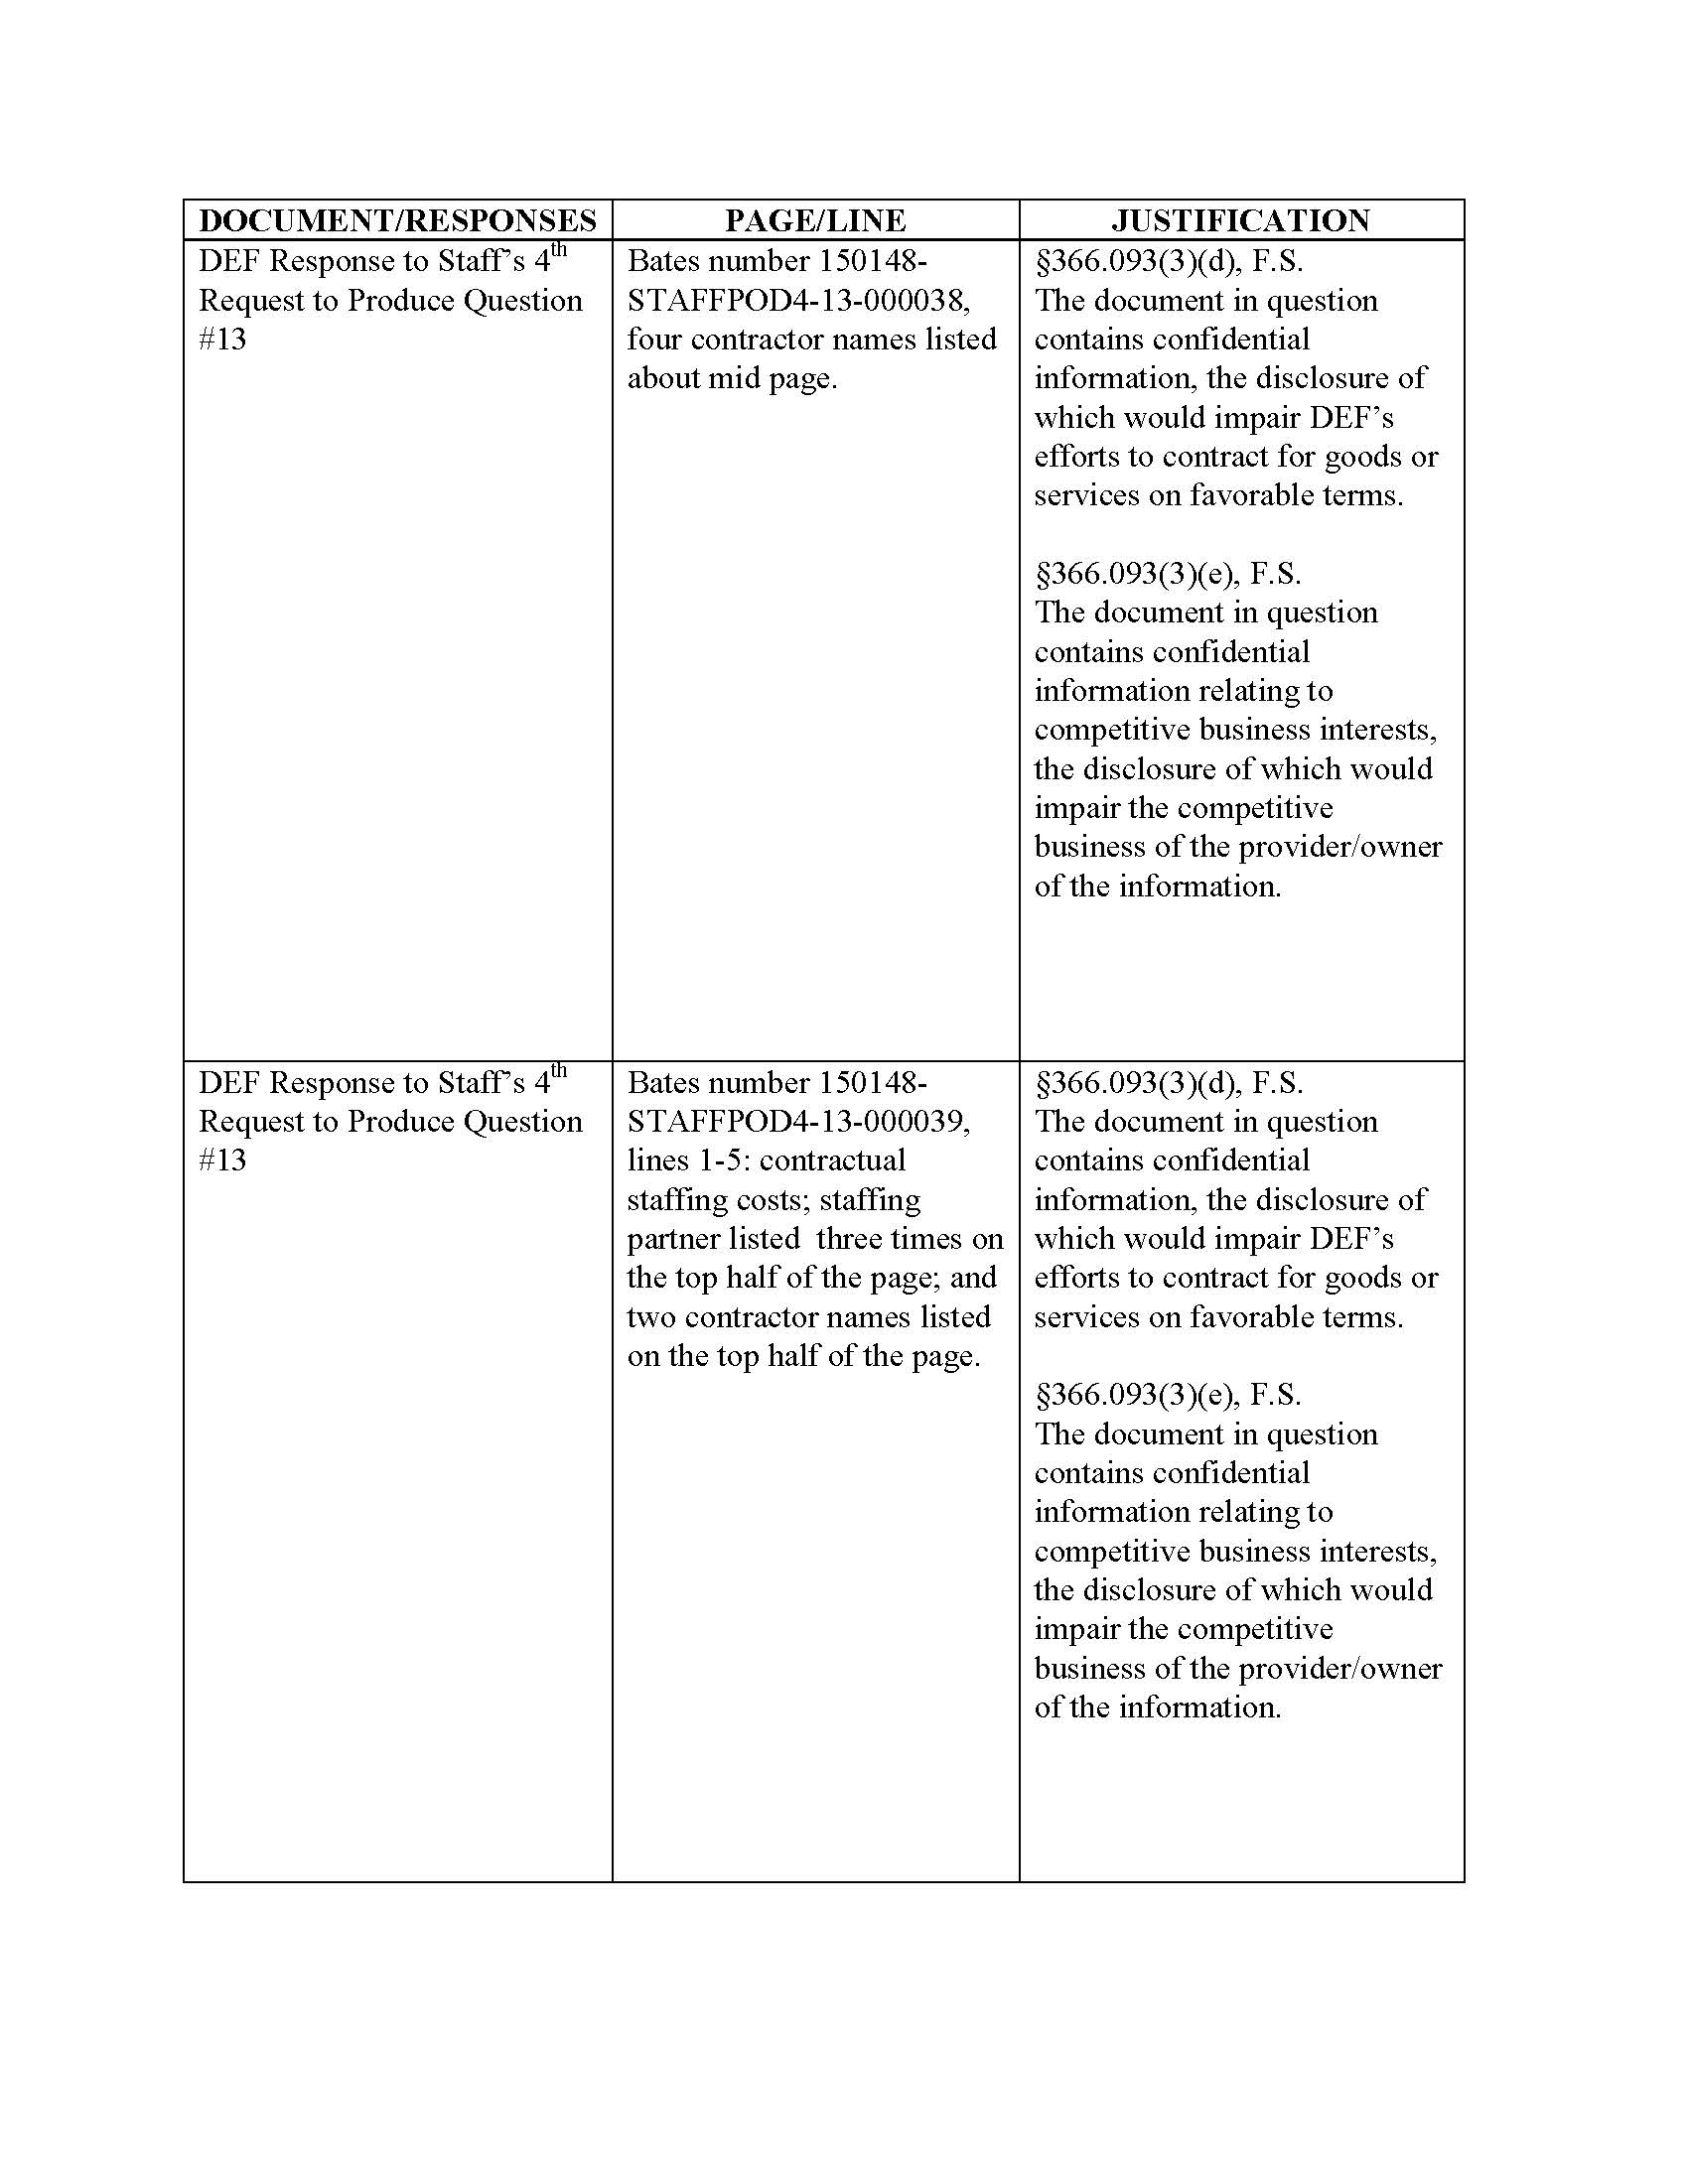 DOCUMENT/RESPONSES PAGE/LINE JUSTIFICATION
DEF Response to Staff’s 4th
Request to Produce Question
#13
Bates number 150148-
STAFFPOD4-13-000038,
four contractor names listed
about mid page.
§366.093(3)(d), F.S.
The document in question
contains confidential
information, the disclosure of
which would impair DEF’s
efforts to contract for goods or
services on favorable terms.
§366.093(3)(e), F.S.
The document in question
contains confidential
information relating to
competitive business interests,
the disclosure of which would
impair the competitive
business of the provider/owner
of the information.
DEF Response to Staff’s 4th
Request to Produce Question
#13
Bates number 150148-
STAFFPOD4-13-000039,
lines 1-5: contractual
staffing costs; staffing
partner listed  three times on
the top half of the page; and
two contractor names listed
on the top half of the page.
§366.093(3)(d), F.S.
The document in question
contains confidential
information, the disclosure of
which would impair DEF’s
efforts to contract for goods or
services on favorable terms.
§366.093(3)(e), F.S.
The document in question
contains confidential
information relating to
competitive business interests,
the disclosure of which would
impair the competitive
business of the provider/owner
of the information.